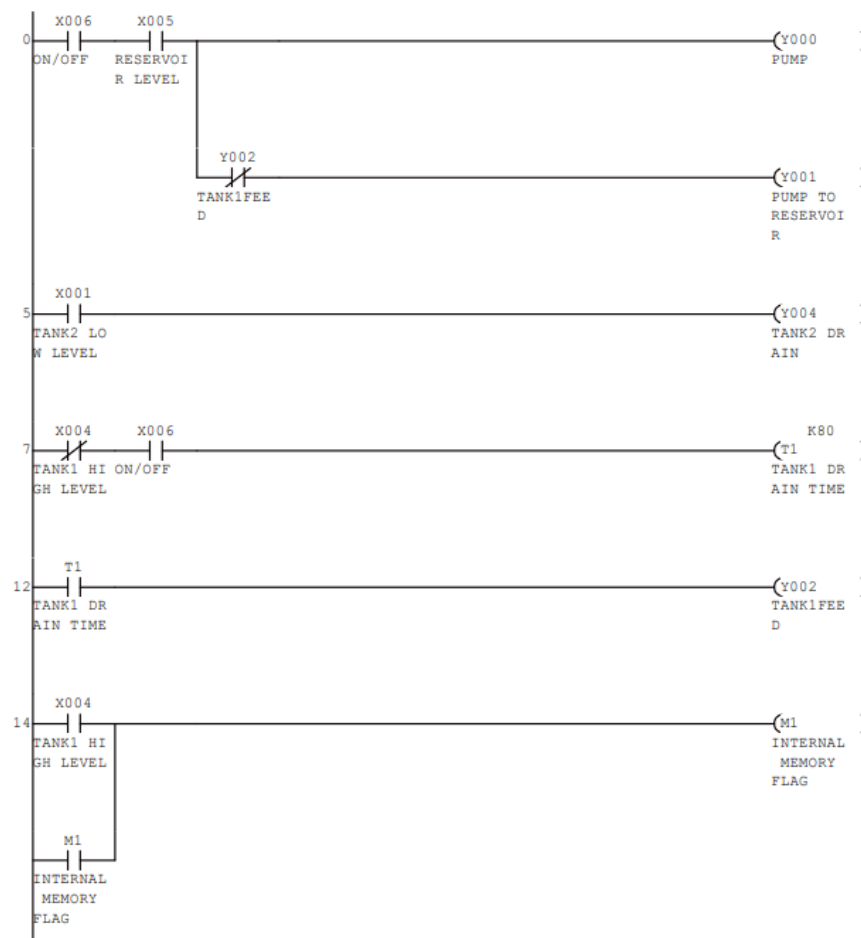 X006 X005
0 Y000
ON/OFF RESERVOI PUMP
R LEVEL
Y002
Y001
TANK1FEE PUMP TO
D RESERVOI
R
X001
5 Y004
TANK2 LO TANK2 DR
W LEVEL AIN
X004 X006 K80
7 T1
TANK1 HI ON/OFF TANK1 DR
GH LEVEL AIN TIME
T1
12 Y002
TANK1 DR TANK1FEE
AIN TIME D
X004
14 M1
TANK1 HI INTERNAL
GH LEVEL MEMORY
FLAG
M1
INTERNAL
MEMORY
FLAG